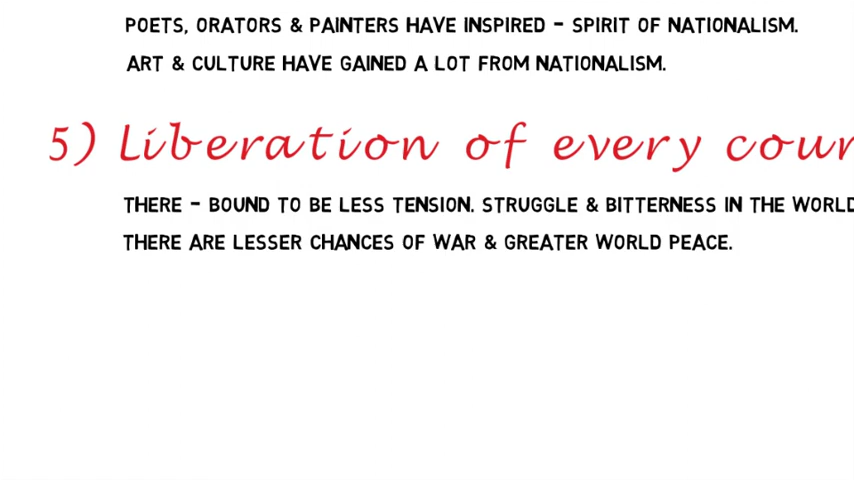 POETS, ORATORS & PAINTERS HAVE INSPIRED - SPIRIT OF NATIONALISM.
ART & CULTURE HAVE GAINED A LOT FROM NATIONALISM.
5) Liberation of every cour
THERE - BOUND TO BE LESS TENSION. STRUGGLE & BITTERNESS IN THE WORLD
THERE ARE LESSER CHANCES OF WAR & GREATER WORLD PEACE.